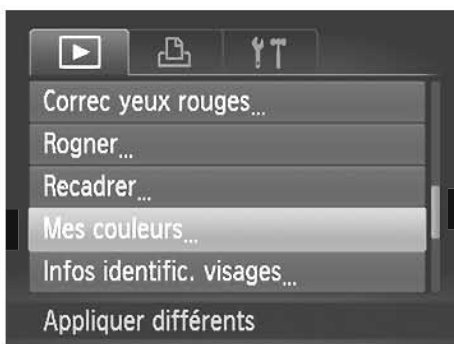 Correc yeux rouges...
Rogner...
Recadrer...
Mes couleurs...
Infos identific. visages...
Appliquer différents